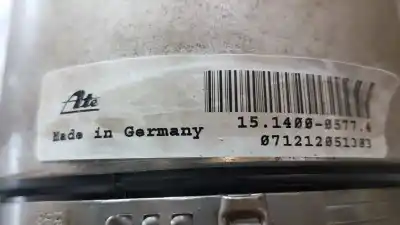 Ate
Made in Germany
15.1400-0577.4
071212051303